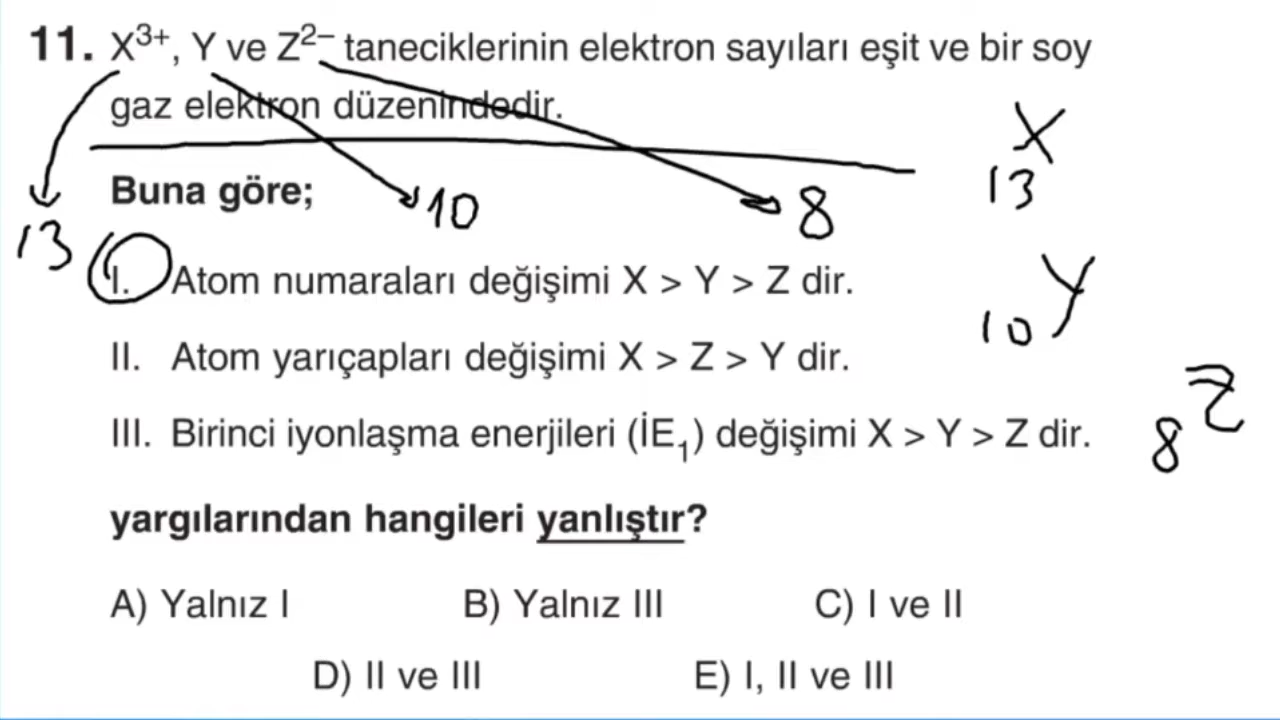 11. X³⁺, Y ve Z²⁻ taneciklerinin elektron sayıları eşit ve bir soy
gaz elektron düzenindedir.
X
13
Buna göre;
13
10
8
I. Atom numaraları değişimi X > Y > Z dir.
10Y
II. Atom yarıçapları değişimi X > Z > Y dir.
8Z
III. Birinci iyonlaşma enerjileri (İE₁) değişimi X > Y > Z dir.
yargılarından hangileri yanlıştır?
A) Yalnız I B) Yalnız III C) I ve II
D) II ve III E) I, II ve III